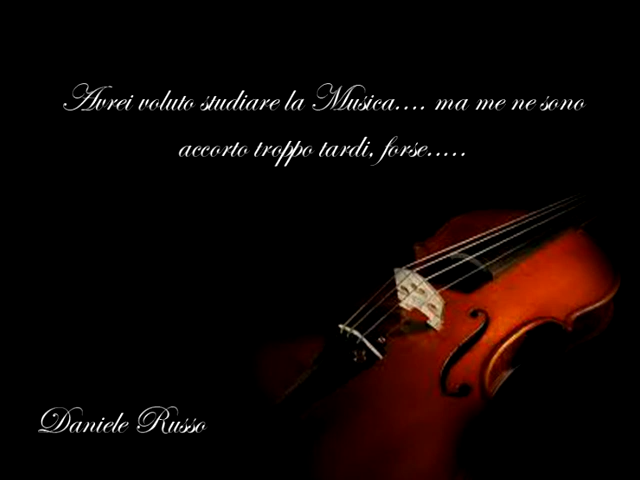 Avrei voluto studiare la Musica.... ma me ne sono
accorto troppo tardi, forse.....
Daniele Russo